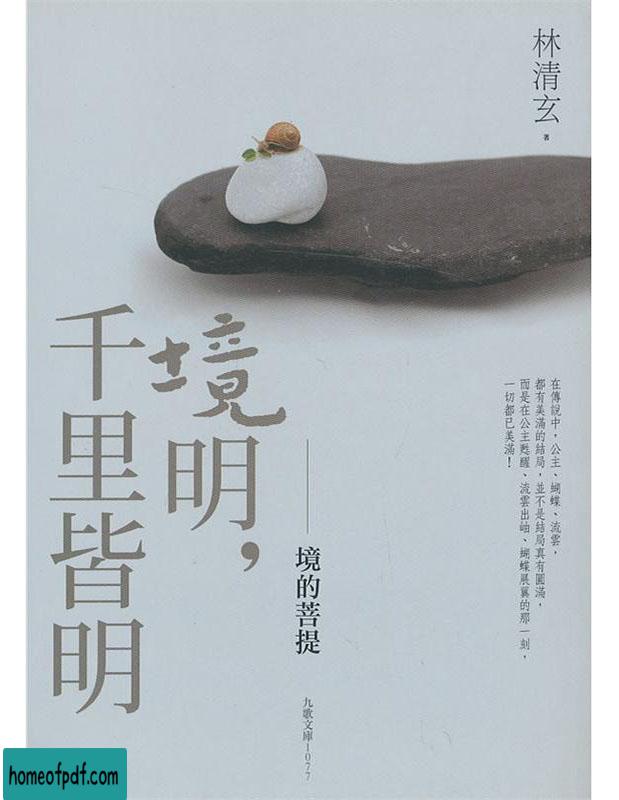 林清玄 著
境明，
千里皆明
——境的菩提
在傳說中，公主、蝴蝶、流雲，
都有美滿的結局，並不是結局真有圓滿，
而是在公主甦醒、流雲出岫、蝴蝶展翼的那一刻，
一切都已美滿！
九歌文庫1077
homeofpdf.com